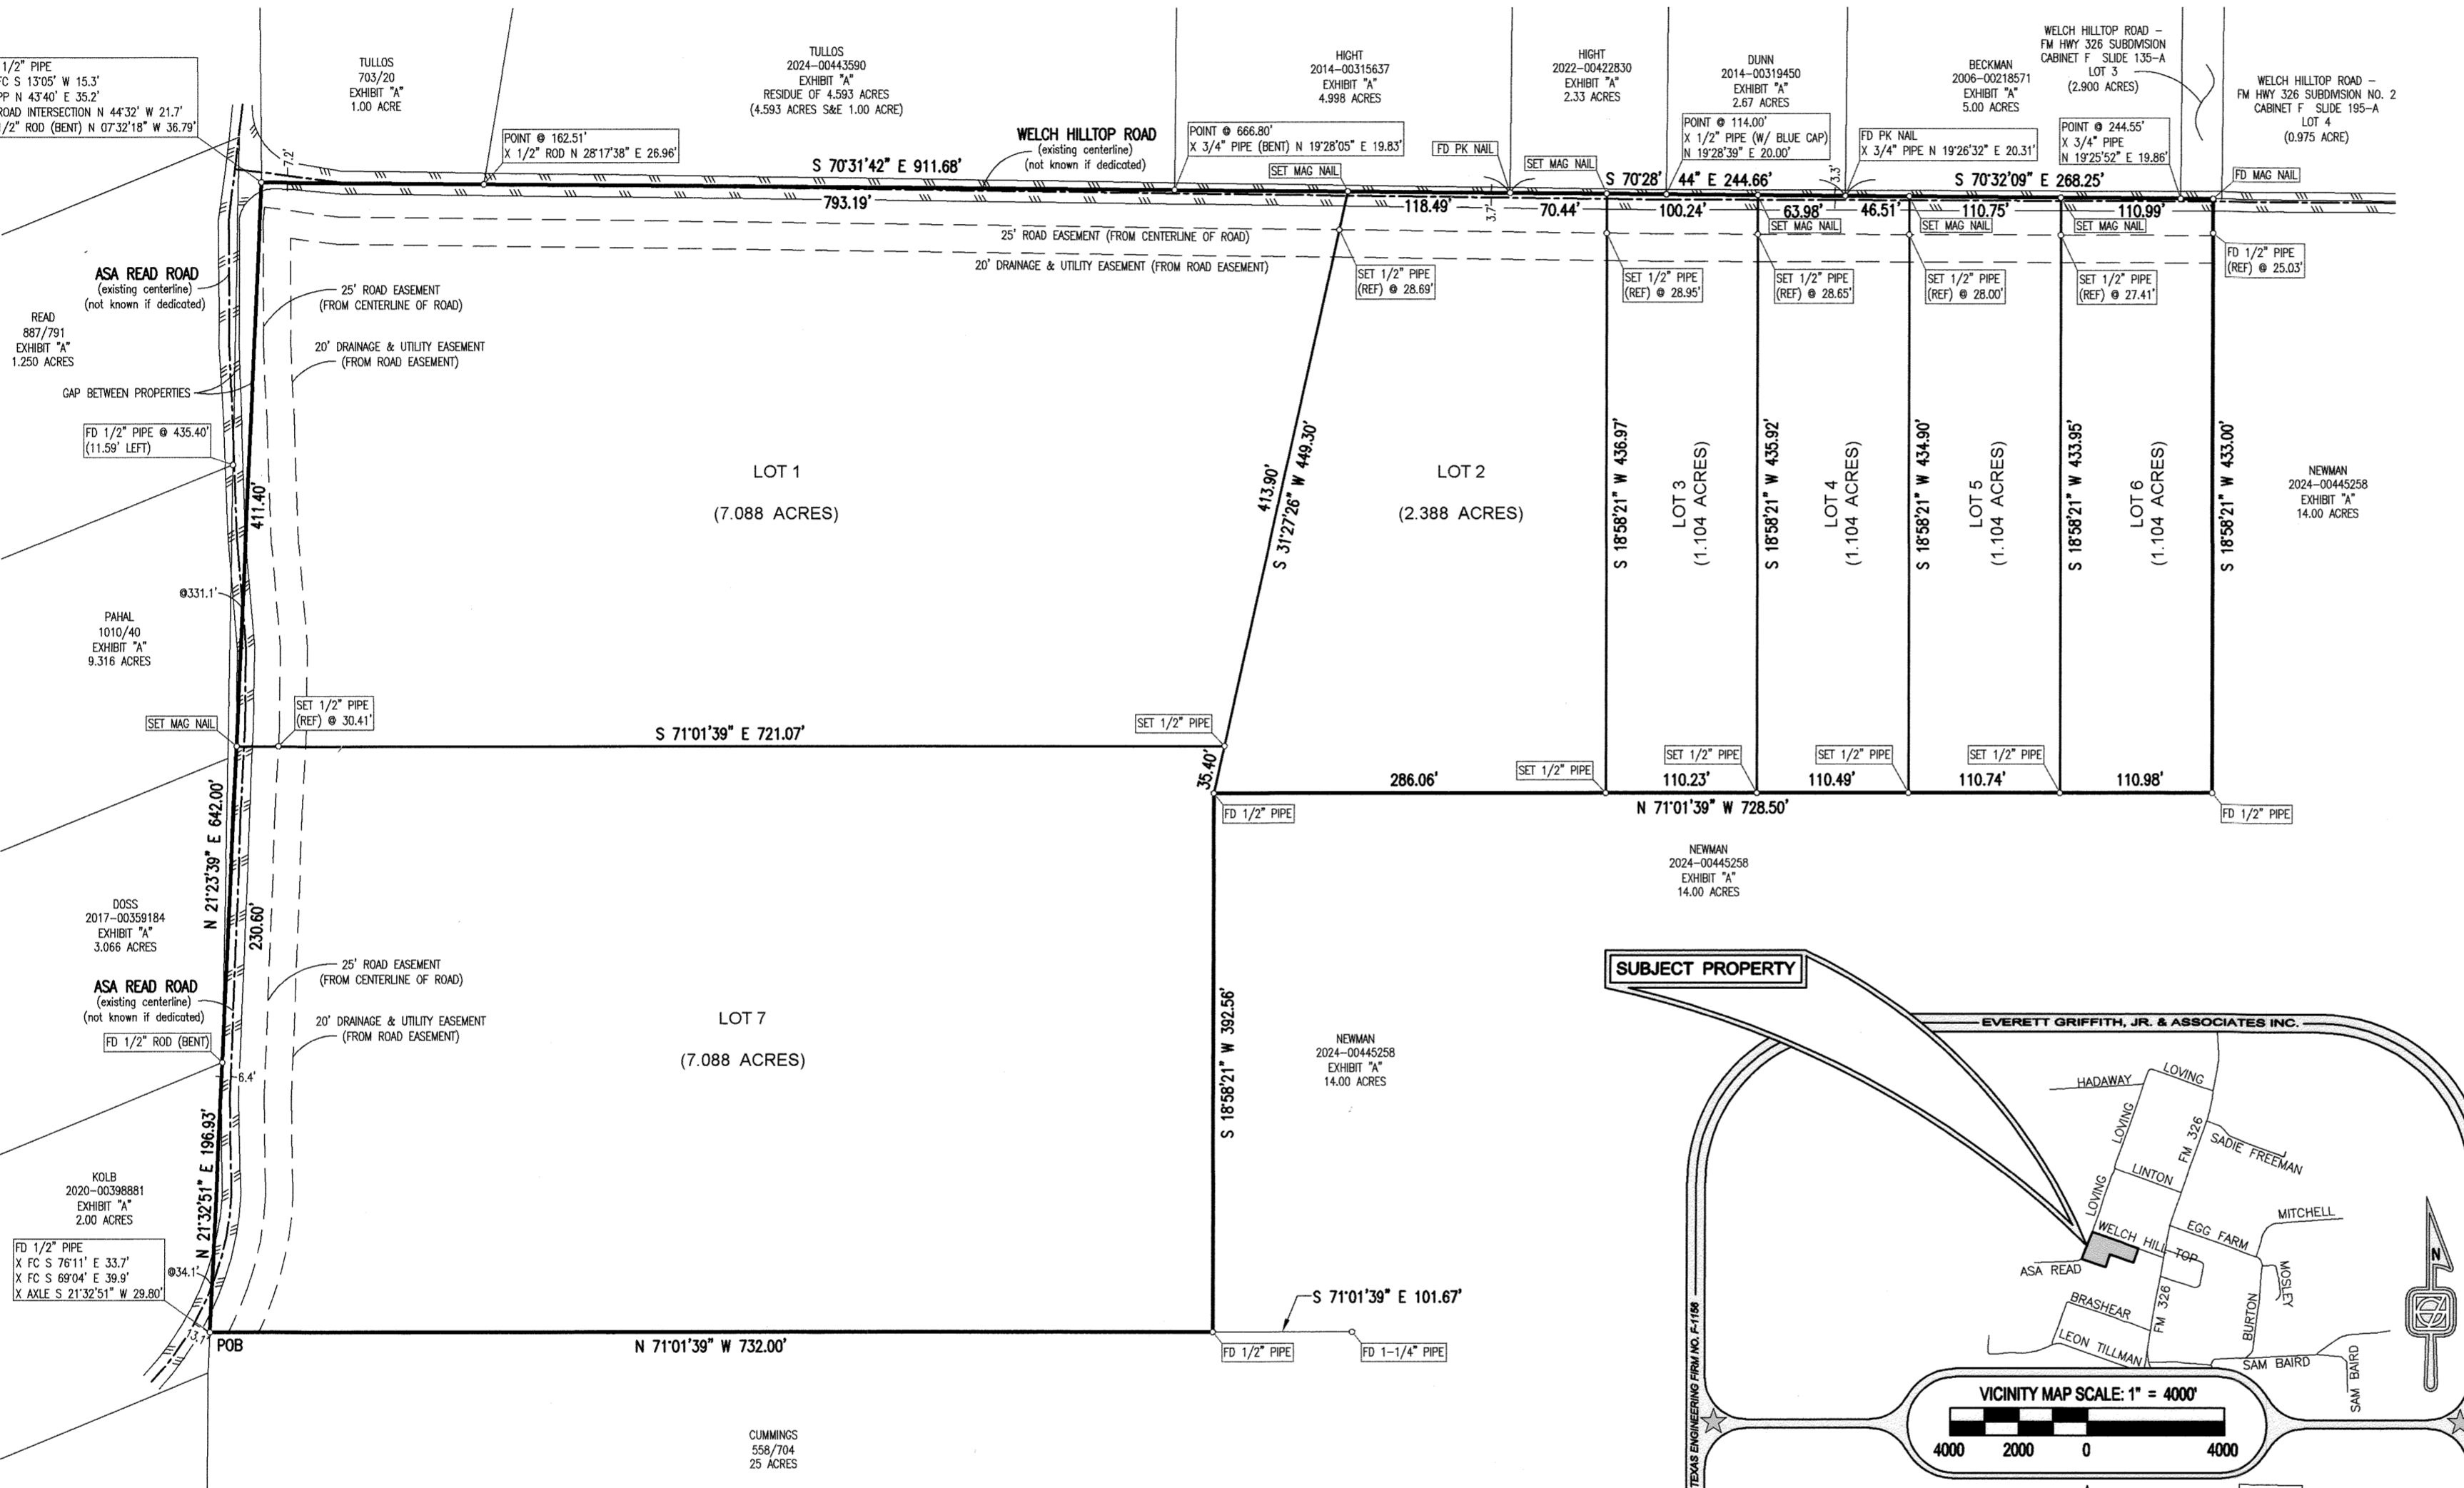 1/2" PIPE
FC S 13°05' W 15.3'
PP N 43°40' E 35.2'
ROAD INTERSECTION N 44°32' W 21.7'
1/2" ROD (BENT) N 07°32'18" W 36.79'
TULLOS
703/20
EXHIBIT "A"
1.00 ACRE
TULLOS
2024-00443590
EXHIBIT "A"
RESIDUE OF 4.593 ACRES
(4.593 ACRES S&E 1.00 ACRE)
HIGHT
2014-00315637
EXHIBIT "A"
4.998 ACRES
HIGHT
2022-00422830
EXHIBIT "A"
2.33 ACRES
DUNN
2014-00319450
EXHIBIT "A"
2.67 ACRES
BECKMAN
2006-00218571
EXHIBIT "A"
5.00 ACRES
WELCH HILLTOP ROAD -
FM HWY 326 SUBDIVISION
CABINET F SLIDE 135-A
LOT 3
(2.900 ACRES)
WELCH HILLTOP ROAD -
FM HWY 326 SUBDIVISION NO. 2
CABINET F SLIDE 195-A
LOT 4
(0.975 ACRE)
7.2'
POINT @ 162.51'
X 1/2" ROD N 28°17'38" E 26.96'
WELCH HILLTOP ROAD
(existing centerline)
(not known if dedicated)
POINT @ 666.80'
X 3/4" PIPE (BENT) N 19°28'05" E 19.83'
FD PK NAIL
SET MAG NAIL
SET MAG NAIL
POINT @ 114.00'
X 1/2" PIPE (W/ BLUE CAP)
N 19°28'39" E 20.00'
FD PK NAIL
X 3/4" PIPE N 19°26'32" E 20.31'
POINT @ 244.55'
X 3/4" PIPE
N 19°25'52" E 19.86'
FD MAG NAIL
S 70°31'42" E 911.68'
S 70°28'44" E 244.66'
S 70°32'09" E 268.25'
793.19'
118.49'
3.7'
70.44'
100.24'
63.98'
3.3'
46.51'
110.75'
110.99'
SET MAG NAIL
SET MAG NAIL
SET MAG NAIL
25' ROAD EASEMENT (FROM CENTERLINE OF ROAD)
20' DRAINAGE & UTILITY EASEMENT (FROM ROAD EASEMENT)
SET 1/2" PIPE
(REF) @ 28.69'
SET 1/2" PIPE
(REF) @ 28.95'
SET 1/2" PIPE
(REF) @ 28.65'
SET 1/2" PIPE
(REF) @ 28.00'
SET 1/2" PIPE
(REF) @ 27.41'
FD 1/2" PIPE
(REF) @ 25.03'
ASA READ ROAD
(existing centerline)
(not known if dedicated)
25' ROAD EASEMENT
(FROM CENTERLINE OF ROAD)
READ
887/791
EXHIBIT "A"
1.250 ACRES
20' DRAINAGE & UTILITY EASEMENT
(FROM ROAD EASEMENT)
GAP BETWEEN PROPERTIES
FD 1/2" PIPE @ 435.40'
(11.59' LEFT)
411.40'
LOT 1
(7.088 ACRES)
413.90'
S 31°27'26" W 449.30'
LOT 2
(2.388 ACRES)
S 18°58'21" W 436.97'
LOT 3
(1.104 ACRES)
S 18°58'21" W 435.92'
LOT 4
(1.104 ACRES)
S 18°58'21" W 434.90'
LOT 5
(1.104 ACRES)
S 18°58'21" W 433.95'
LOT 6
(1.104 ACRES)
S 18°58'21" W 433.00'
NEWMAN
2024-00445258
EXHIBIT "A"
14.00 ACRES
@331.1'
PAHAL
1010/40
EXHIBIT "A"
9.316 ACRES
SET MAG NAIL
SET 1/2" PIPE
(REF) @ 30.41'
S 71°01'39" E 721.07'
SET 1/2" PIPE
35.40'
286.06'
SET 1/2" PIPE
110.23'
SET 1/2" PIPE
110.49'
SET 1/2" PIPE
110.74'
SET 1/2" PIPE
110.98'
FD 1/2" PIPE
N 71°01'39" W 728.50'
FD 1/2" PIPE
NEWMAN
2024-00445258
EXHIBIT "A"
14.00 ACRES
N 21°23'39" E 642.00'
230.60'
DOSS
2017-00359184
EXHIBIT "A"
3.066 ACRES
ASA READ ROAD
(existing centerline)
(not known if dedicated)
FD 1/2" ROD (BENT)
25' ROAD EASEMENT
(FROM CENTERLINE OF ROAD)
20' DRAINAGE & UTILITY EASEMENT
(FROM ROAD EASEMENT)
6.4'
LOT 7
(7.088 ACRES)
S 18°58'21" W 392.56'
NEWMAN
2024-00445258
EXHIBIT "A"
14.00 ACRES
N 21°32'51" E 196.93'
KOLB
2020-00398881
EXHIBIT "A"
2.00 ACRES
FD 1/2" PIPE
X FC S 76°11' E 33.7'
X FC S 69°04' E 39.9'
X AXLE S 21°32'51" W 29.80'
@34.1'
13.1'
POB
N 71°01'39" W 732.00'
S 71°01'39" E 101.67'
FD 1/2" PIPE
FD 1-1/4" PIPE
CUMMINGS
558/704
25 ACRES
SUBJECT PROPERTY
EVERETT GRIFFITH, JR. & ASSOCIATES INC.
TEXAS ENGINEERING FIRM NO. F-1156
HADAWAY
LOVING
LOVING
FM 326
SADIE FREEMAN
LINTON
LOVING
WELCH HILL TOP
EGG FARM
MITCHELL
ASA READ
MOSLEY
BRASHEAR
FM 326
BURTON
LEON TILLMAN
SAM BAIRD
SAM BAIRD
N
VICINITY MAP SCALE: 1" = 4000'
4000 2000 0 4000